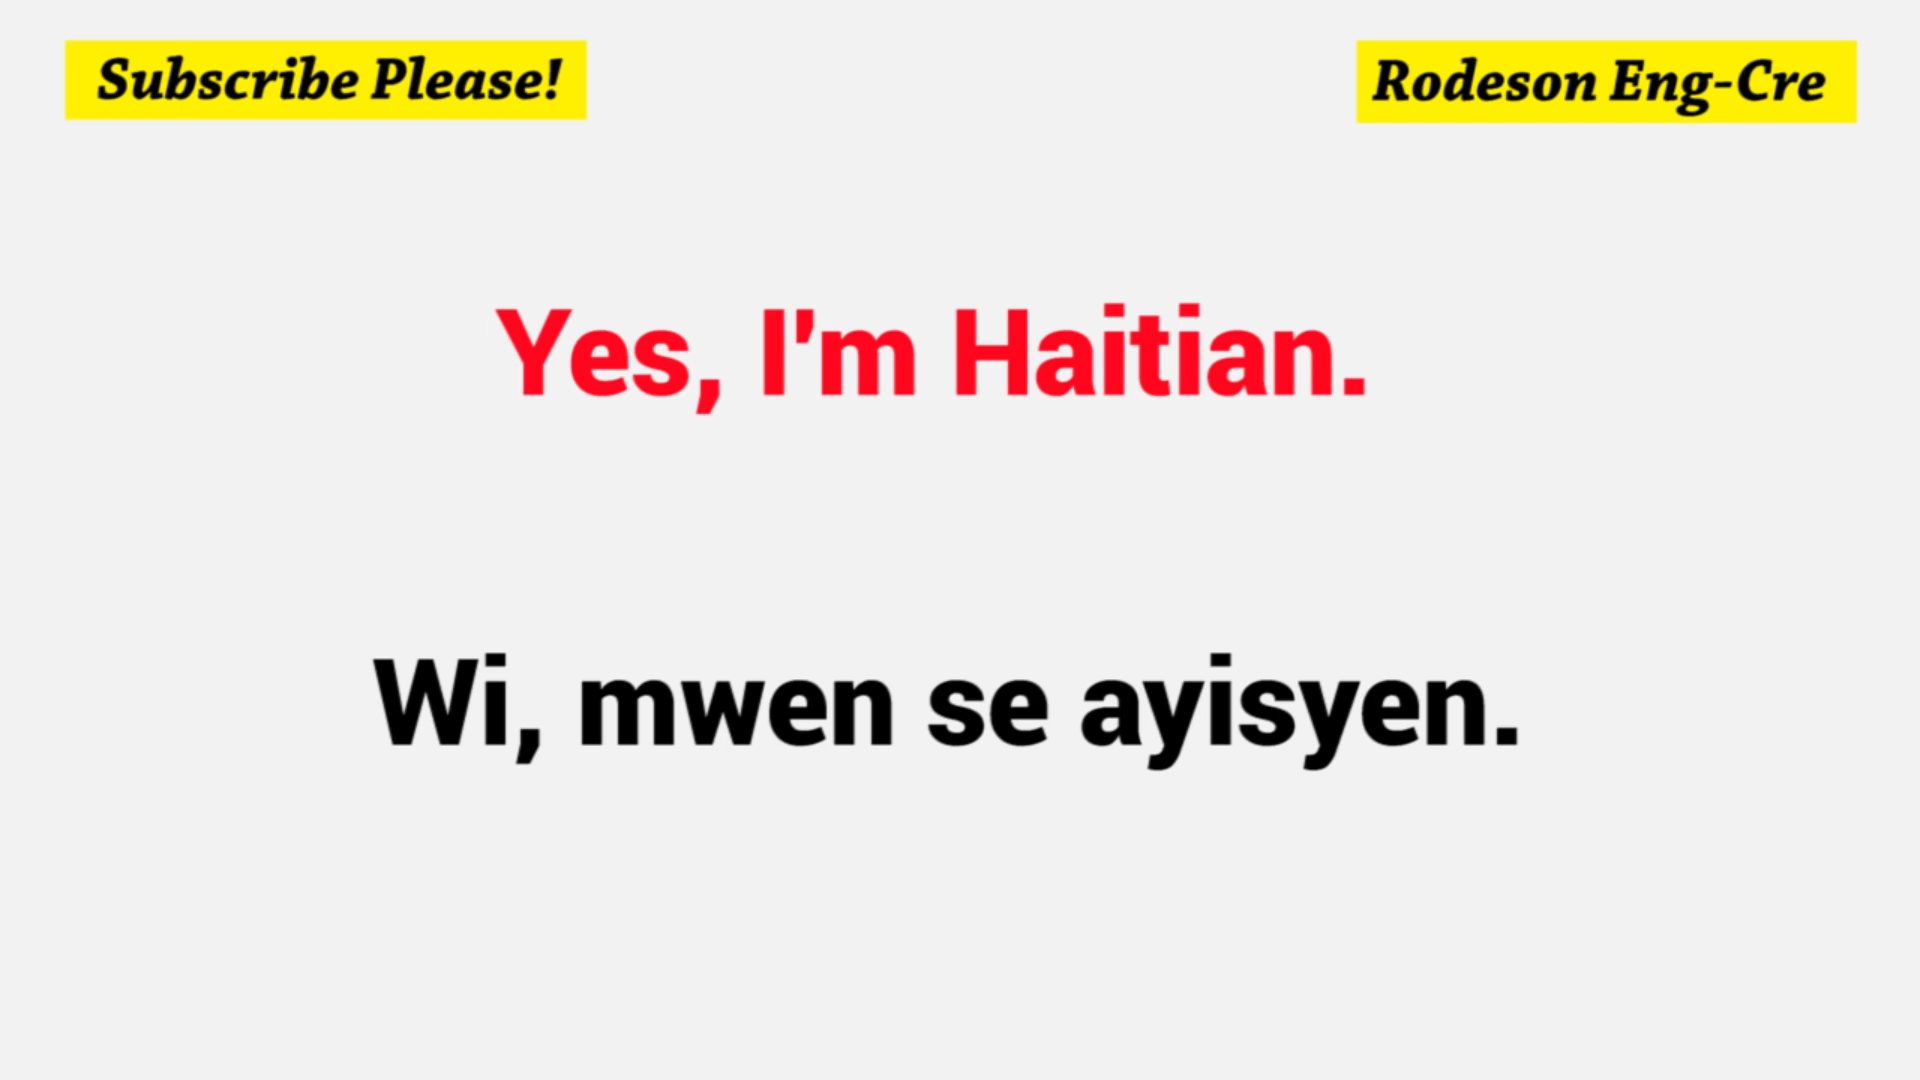 Subscribe Please!
Rodeson Eng-Cre
Yes, I'm Haitian.
Wi, mwen se ayisyen.